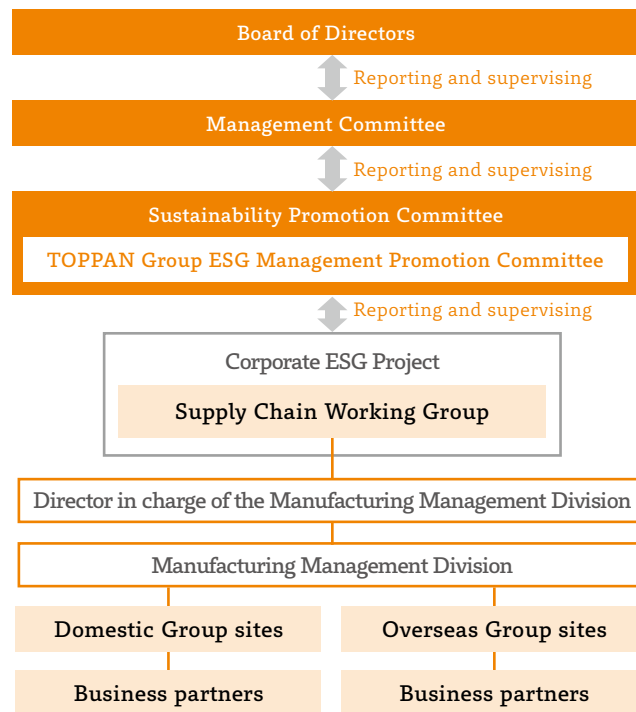 Board of Directors
Reporting and supervising
Management Committee
Reporting and supervising
Sustainability Promotion Committee
TOPPAN Group ESG Management Promotion Committee
Reporting and supervising
Corporate ESG Project
Supply Chain Working Group
Director in charge of the Manufacturing Management Division
Manufacturing Management Division
Domestic Group sites
Overseas Group sites
Business partners
Business partners